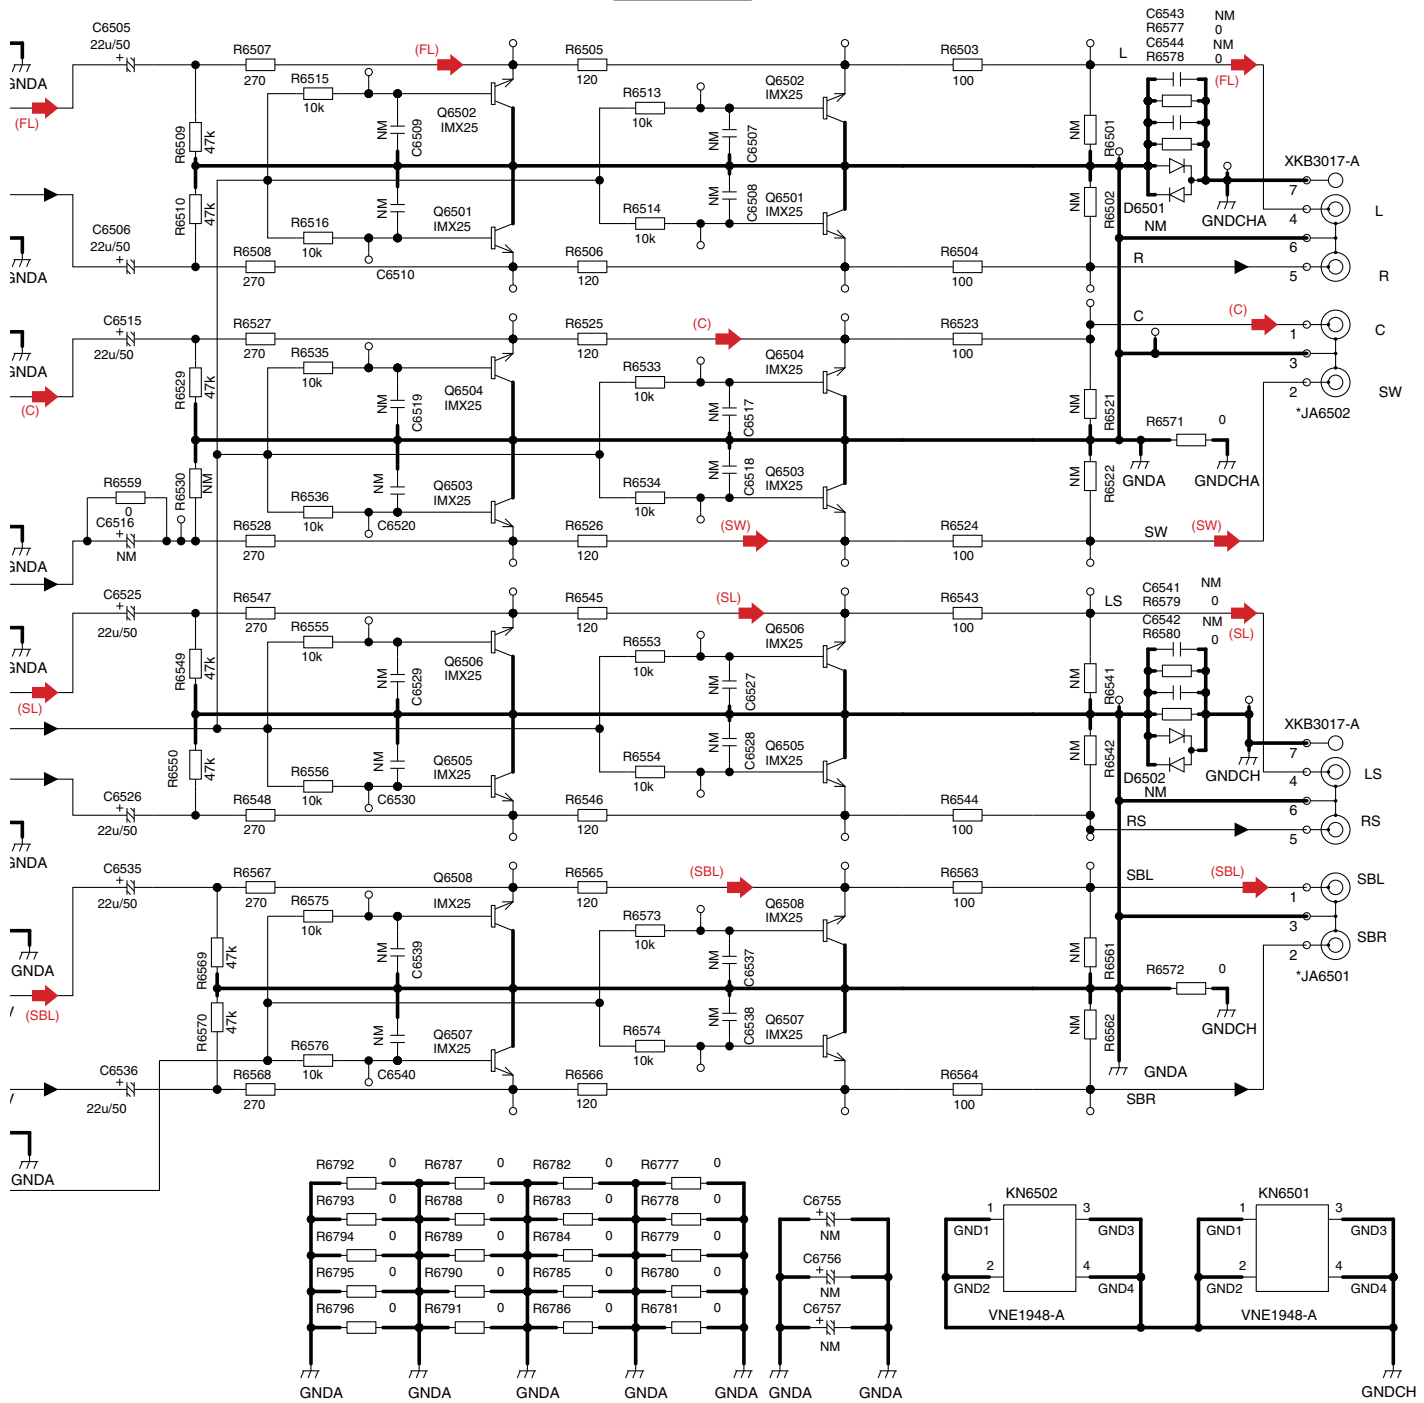 C6505
22u/50
R6507
270
(FL)
R6505
120
R6503
100
L
C6543 NM
R6577 0
C6544 NM
R6578 0
(FL)
GNDA
(FL)
R6515
10k
Q6502
IMX25
NM
C6509
R6513
10k
Q6502
IMX25
NM
C6507
R6509
47k
NM
R6501
XKB3017-A
7
R6510
47k
R6516
10k
NM
C6510
Q6501
IMX25
R6514
10k
NM
C6508
Q6501
IMX25
NM
R6502
D6501
NM
GNDCHA
4
L
6
GNDA
C6506
22u/50
R6508
270
R6506
120
R6504
100
R
5
R
C6515
22u/50
R6527
270
R6525
120
(C)
R6523
100
C
(C)
1
C
3
GNDA
(C)
R6535
10k
Q6504
IMX25
NM
C6519
R6533
10k
Q6504
IMX25
NM
C6517
R6529
47k
NM
R6521
2
SW
*JA6502
R6571 0
GNDA
GNDCHA
R6559
0
C6516
NM
R6530
NM
R6536
10k
NM
C6520
Q6503
IMX25
R6534
10k
NM
C6518
Q6503
IMX25
NM
R6522
GNDA
R6528
270
R6526
120
(SW)
R6524
100
SW
(SW)
C6525
22u/50
R6547
270
R6545
120
(SL)
R6543
100
LS
C6541 NM
R6579 0
C6542 NM
R6580 0
(SL)
GNDA
(SL)
R6555
10k
Q6506
IMX25
NM
C6529
R6553
10k
Q6506
IMX25
NM
C6527
R6549
47k
NM
R6541
XKB3017-A
7
R6550
47k
R6556
10k
NM
C6530
Q6505
IMX25
R6554
10k
NM
C6528
Q6505
IMX25
NM
R6542
D6502
NM
GNDCH
4
LS
6
C6526
22u/50
R6548
270
R6546
120
R6544
100
RS
5
RS
GNDA
C6535
22u/50
R6567
270
Q6508
IMX25
R6565
120
(SBL)
R6563
100
SBL
(SBL)
1
SBL
3
R6575
10k
NM
C6539
R6573
10k
Q6508
IMX25
NM
C6537
GNDA
(SBL)
R6569
47k
NM
R6561
2
SBR
*JA6501
R6572 0
GNDCH
R6570
47k
R6576
10k
NM
C6540
Q6507
IMX25
R6574
10k
NM
C6538
Q6507
IMX25
NM
R6562
GNDA
C6536
22u/50
R6568
270
R6566
120
R6564
100
SBR
GNDA
R6792 0 R6787 0 R6782 0 R6777 0
R6793 0 R6788 0 R6783 0 R6778 0
R6794 0 R6789 0 R6784 0 R6779 0
R6795 0 R6790 0 R6785 0 R6780 0
R6796 0 R6791 0 R6786 0 R6781 0
GNDA GNDA GNDA GNDA GNDA
C6755
NM
C6756
NM
C6757
NM
GNDA GNDA
KN6502
1 3
GND1 GND3
2 4
GND2 GND4
VNE1948-A
KN6501
1 3
GND1 GND3
2 4
GND2 GND4
VNE1948-A
GNDCH